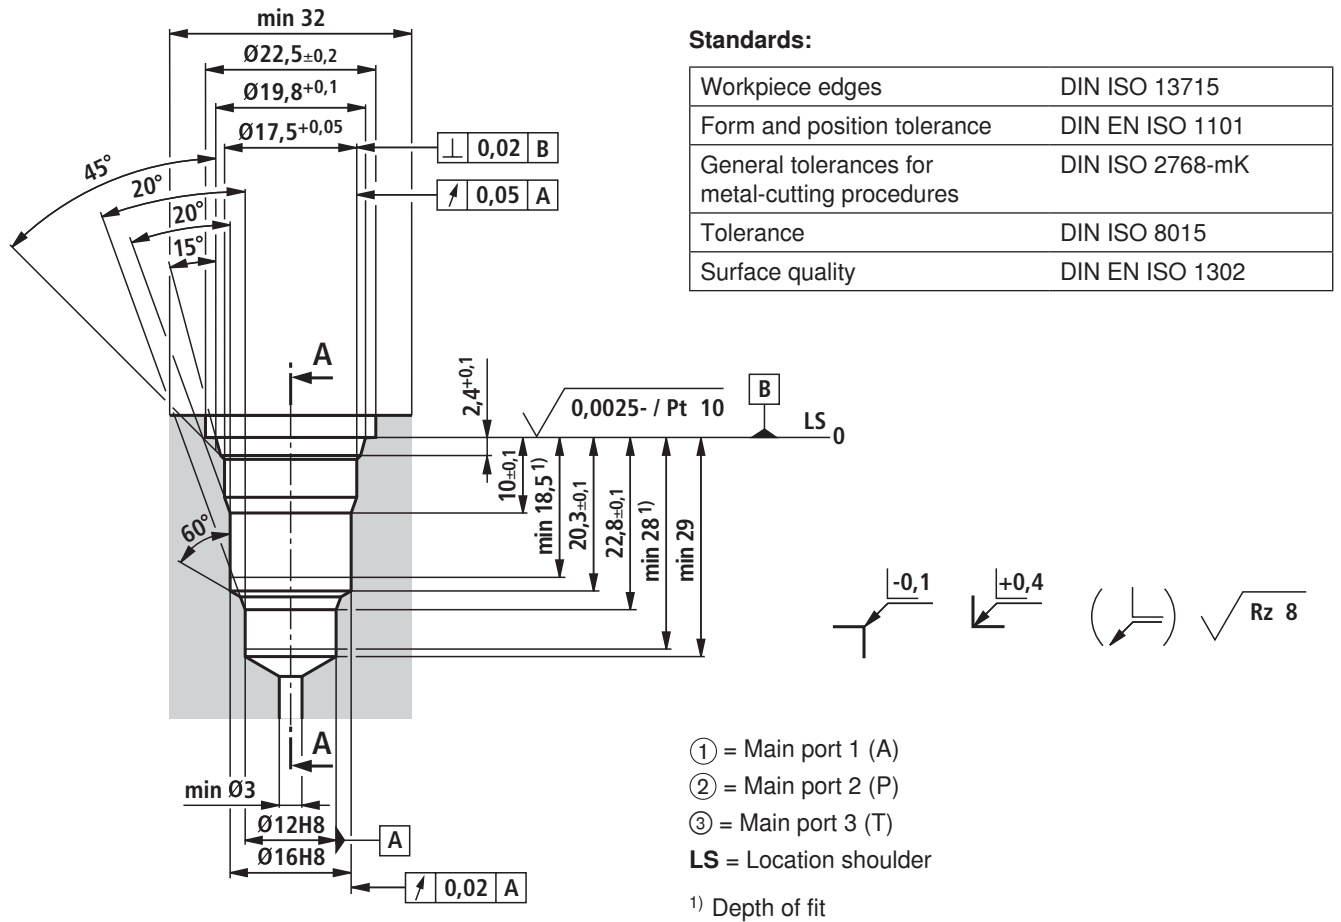 min 32
Ø22,5±0,2
Ø19,8+0,1
Ø17,5+0,05
⊥ 0,02 B
↗ 0,05 A
45°
20°
20°
15°
A
2,4+0,1
0,0025- / Pt 10
B
LS 0
10±0,1
min 18,5 1)
20,3±0,1
22,8±0,1
min 28 1)
min 29
60°
A
min Ø3
Ø12H8
A
Ø16H8
↗ 0,02 A
Standards:
Workpiece edges DIN ISO 13715
Form and position tolerance DIN EN ISO 1101
General tolerances for DIN ISO 2768-mK
metal-cutting procedures
Tolerance DIN ISO 8015
Surface quality DIN EN ISO 1302
-0,1
+0,4
Rz 8
① = Main port 1 (A)
② = Main port 2 (P)
③ = Main port 3 (T)
LS = Location shoulder
1) Depth of fit